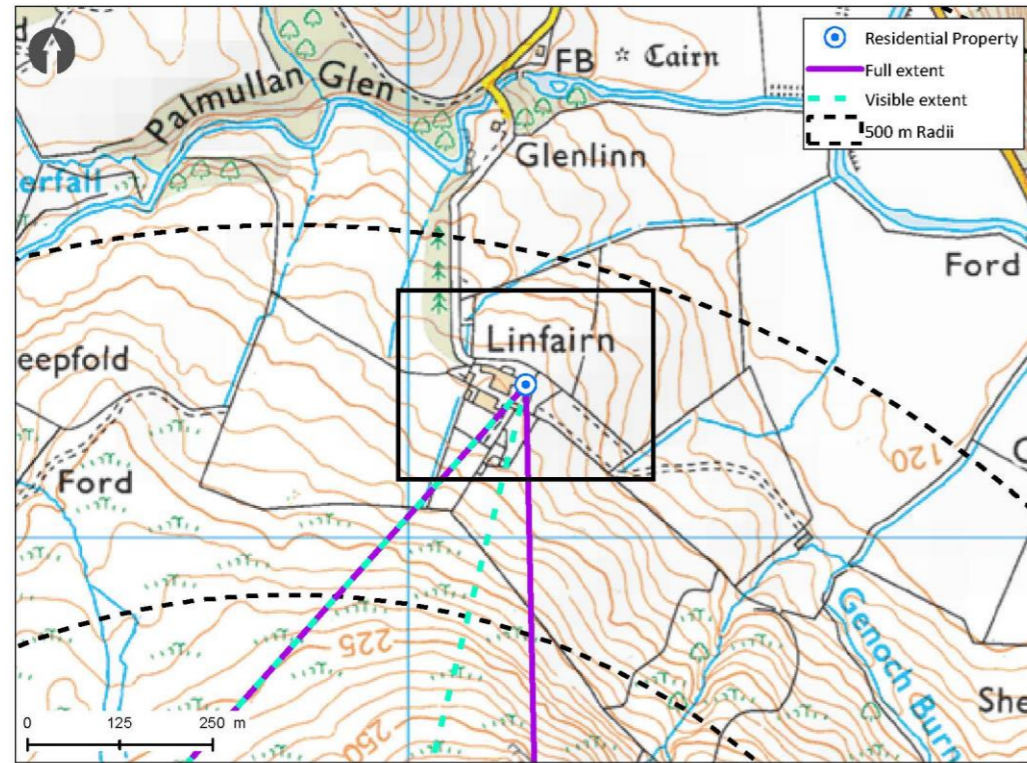 Residential Property
Full extent
Visible extent
500 m Radii
FB
Cairn
Palmullan Glen
Glenlinn
erfall
Ford
Linfairn
eepfold
Ford
120
225
250
Genoch Burn
She
0 125 250 m